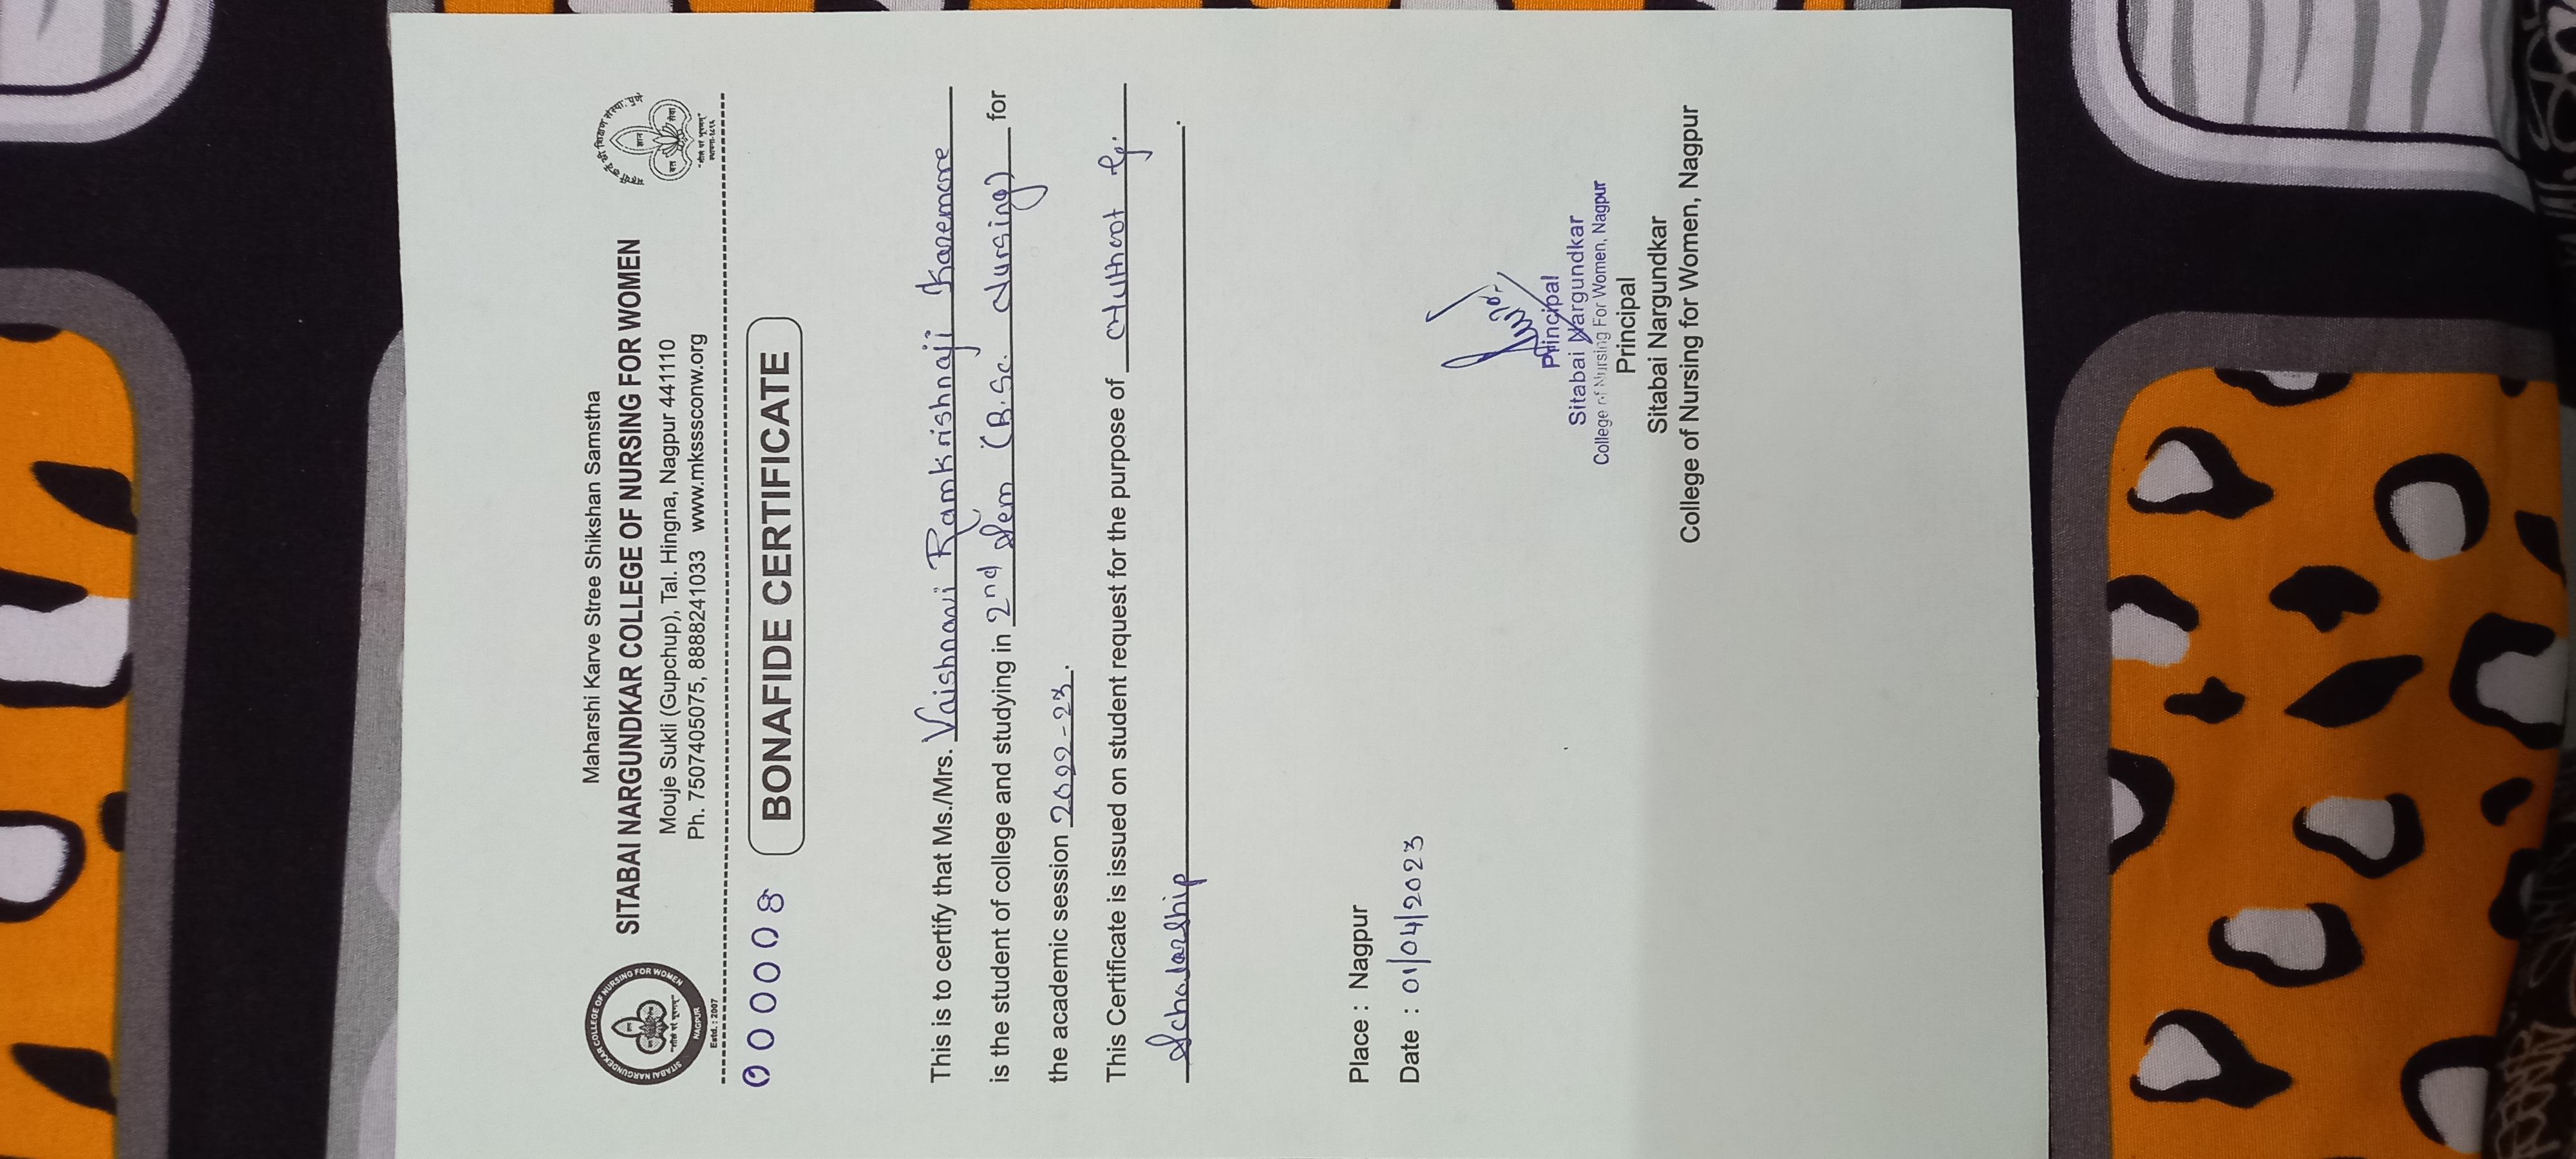 Maharshi Karve Stree Shikshan Samstha
SITABAI NARGUNDKAR COLLEGE OF NURSING FOR WOMEN
Mouje Sukli (Gupchup), Tal. Hingna, Nagpur 441110
Ph. 7507405075, 8888241033 www.mksssconw.org
SITABAI NARGUNDEKAR COLLEGE OF NURSING FOR WOMEN
NAGPUR
"शीलं परं भूषणम्"
Estd. : 2007
महर्षी कर्वे स्त्री शिक्षण संस्था, पुणे
ज्ञान
बल सेवा
"शीलं परं भूषणम्"
स्थापना-१८९६
000008
BONAFIDE CERTIFICATE
This is to certify that Ms./Mrs. Vaishnavi Ramkrishnaji Karemore
is the student of college and studying in 2nd Sem (B.Sc. Nursing) for
the academic session 2022-23.
This Certificate is issued on student request for the purpose of Muthoot
Scholarship.
Place : Nagpur
Date : 01/04/2023
Principal
Sitabai Nargundkar
College of Nursing For Women, Nagpur
Principal
Sitabai Nargundkar
College of Nursing for Women, Nagpur